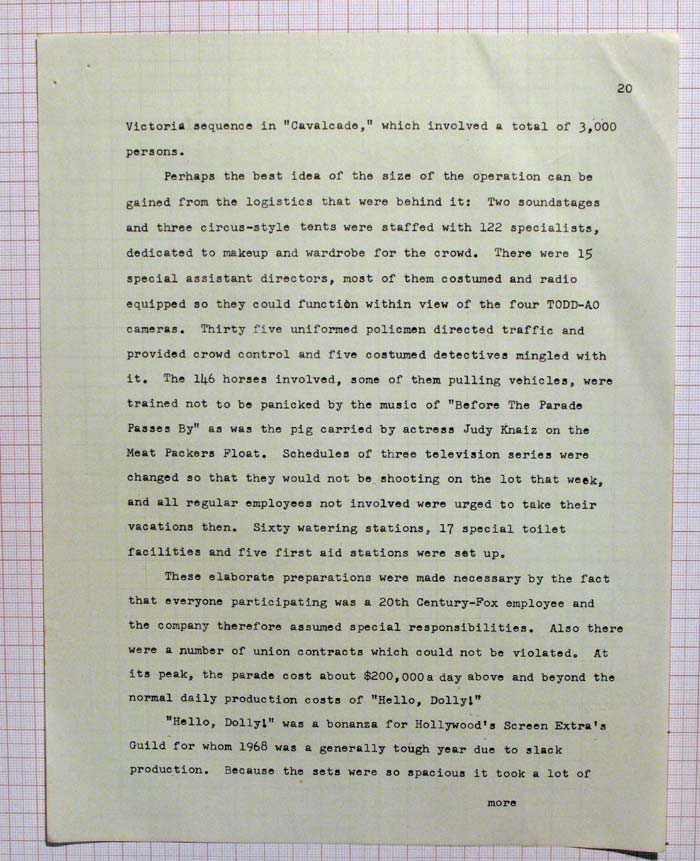 20
Victoria sequence in "Cavalcade," which involved a total of 3,000
persons.
Perhaps the best idea of the size of the operation can be
gained from the logistics that were behind it: Two soundstages
and three circus-style tents were staffed with 122 specialists,
dedicated to makeup and wardrobe for the crowd. There were 15
special assistant directors, most of them costumed and radio
equipped so they could function within view of the four TODD-AO
cameras. Thirty five uniformed policmen directed traffic and
provided crowd control and five costumed detectives mingled with
it. The 146 horses involved, some of them pulling vehicles, were
trained not to be panicked by the music of "Before The Parade
Passes By" as was the pig carried by actress Judy Knaiz on the
Meat Packers Float. Schedules of three television series were
changed so that they would not be shooting on the lot that week,
and all regular employees not involved were urged to take their
vacations then. Sixty watering stations, 17 special toilet
facilities and five first aid stations were set up.
These elaborate preparations were made necessary by the fact
that everyone participating was a 20th Century-Fox employee and
the company therefore assumed special responsibilities. Also there
were a number of union contracts which could not be violated. At
its peak, the parade cost about $200,000 a day above and beyond the
normal daily production costs of "Hello, Dolly!"
"Hello, Dolly!" was a bonanza for Hollywood's Screen Extra's
Guild for whom 1968 was a generally tough year due to slack
production. Because the sets were so spacious it took a lot of
more